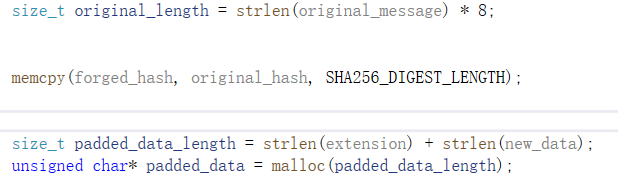 size_t original_length = strlen(original_message) * 8;
memcpy(forged_hash, original_hash, SHA256_DIGEST_LENGTH);
size_t padded_data_length = strlen(extension) + strlen(new_data);
unsigned char* padded_data = malloc(padded_data_length);